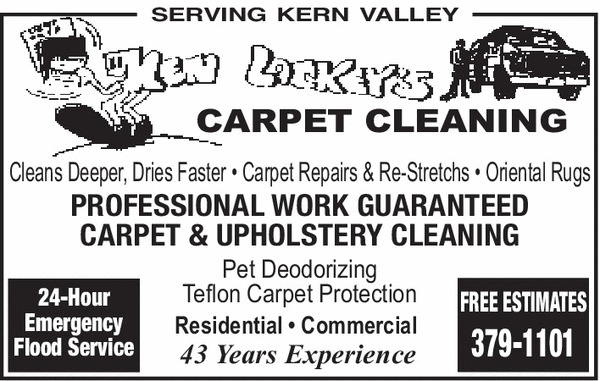 SERVING KERN VALLEY
KEN LOCKEY'S
CARPET CLEANING
Cleans Deeper, Dries Faster • Carpet Repairs & Re-Stretchs • Oriental Rugs
PROFESSIONAL WORK GUARANTEED
CARPET & UPHOLSTERY CLEANING
Pet Deodorizing
Teflon Carpet Protection
Residential • Commercial
43 Years Experience
24-Hour
Emergency
Flood Service
FREE ESTIMATES
379-1101